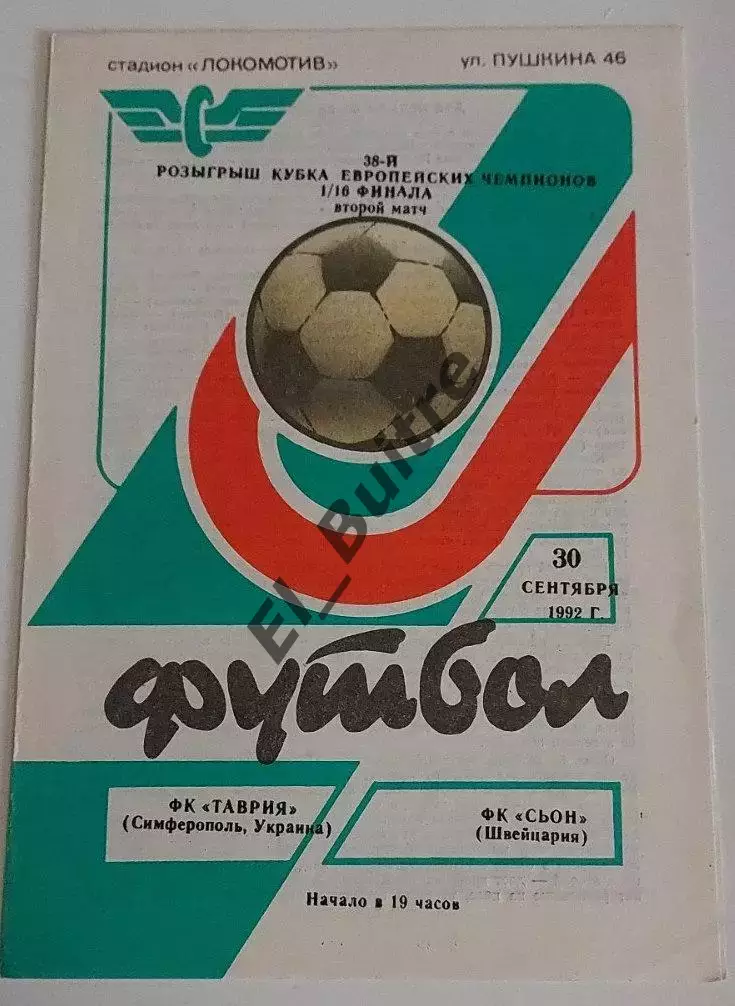 стадион «ЛОКОМОТИВ» ул. ПУШКИНА 46
38-Й
РОЗЫГРЫШ КУБКА ЕВРОПЕЙСКИХ ЧЕМПИОНОВ
1/16 ФИНАЛА
второй матч
30
СЕНТЯБРЯ
1992 Г.
футбол
ФК «ТАВРИЯ»
(Симферополь, Украина)
ФК «СЬОН»
(Швейцария)
Начало в 19 часов
El_Buitre